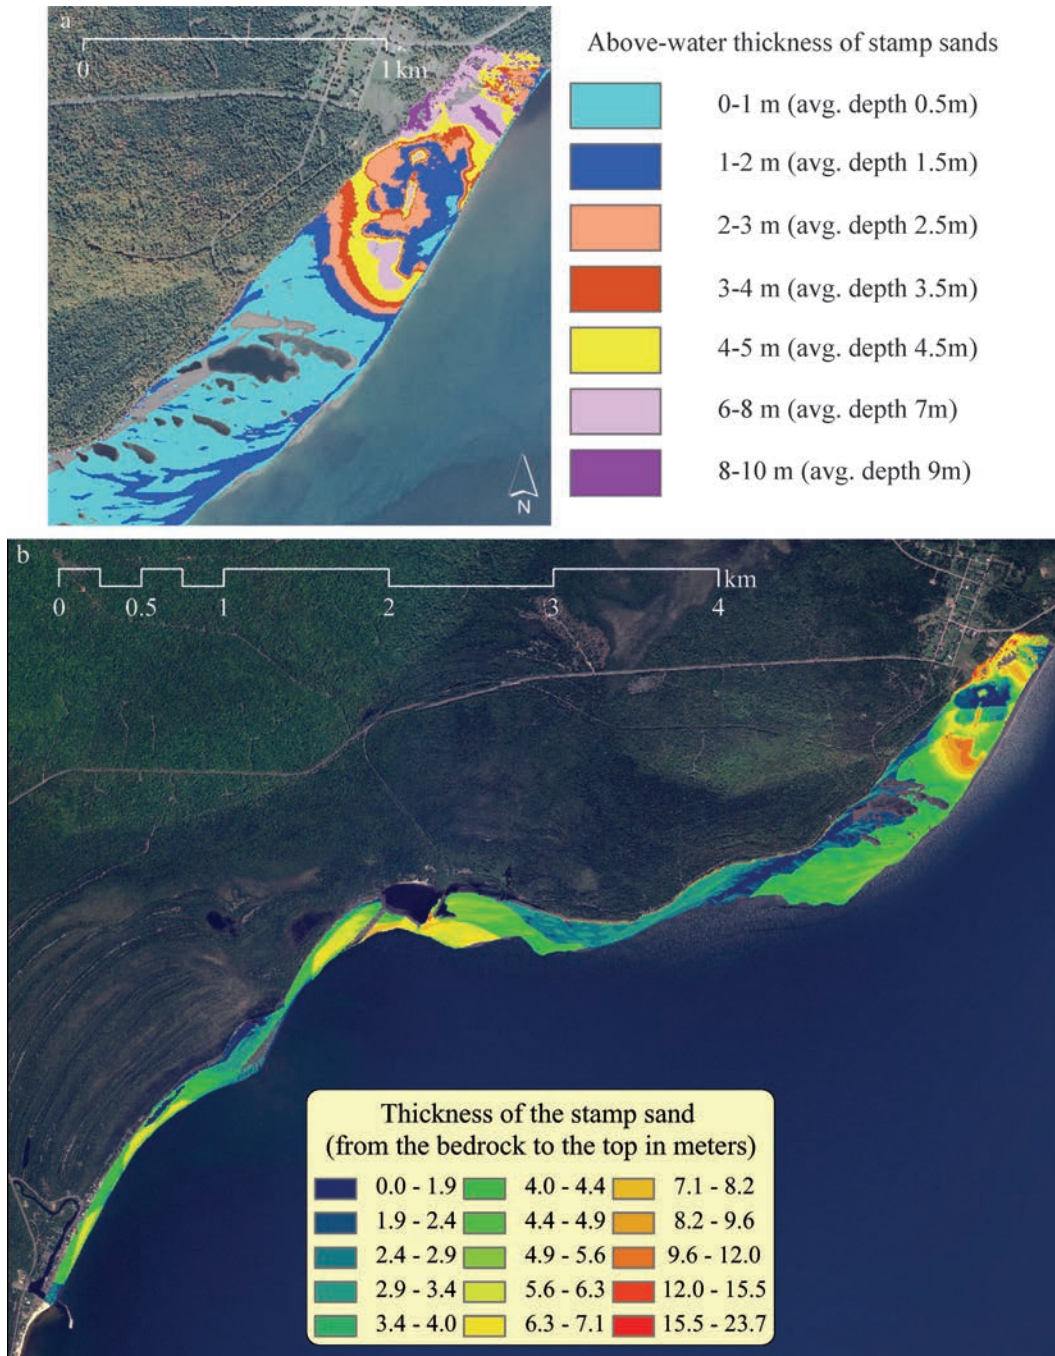 a
0
1 km
N
Above-water thickness of stamp sands
0-1 m (avg. depth 0.5m)
1-2 m (avg. depth 1.5m)
2-3 m (avg. depth 2.5m)
3-4 m (avg. depth 3.5m)
4-5 m (avg. depth 4.5m)
6-8 m (avg. depth 7m)
8-10 m (avg. depth 9m)
b
km
0 0.5 1 2 3 4
Thickness of the stamp sand
(from the bedrock to the top in meters)
0.0 - 1.9 4.0 - 4.4 7.1 - 8.2
1.9 - 2.4 4.4 - 4.9 8.2 - 9.6
2.4 - 2.9 4.9 - 5.6 9.6 - 12.0
2.9 - 3.4 5.6 - 6.3 12.0 - 15.5
3.4 - 4.0 6.3 - 7.1 15.5 - 23.7